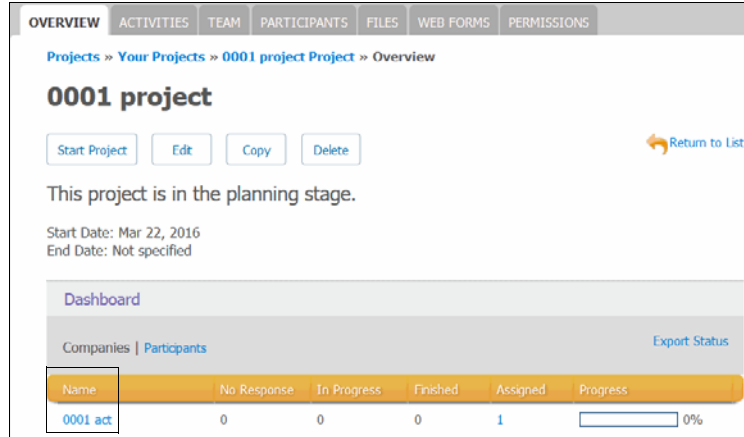 OVERVIEW ACTIVITIES TEAM PARTICIPANTS FILES WEB FORMS PERMISSIONS
Projects » Your Projects » 0001 project Project » Overview
0001 project
Start Project Edit Copy Delete Return to List
This project is in the planning stage.
Start Date: Mar 22, 2016
End Date: Not specified
Dashboard
Companies | Participants Export Status
Name No Response In Progress Finished Assigned Progress
0001 act 0 0 0 1 0%